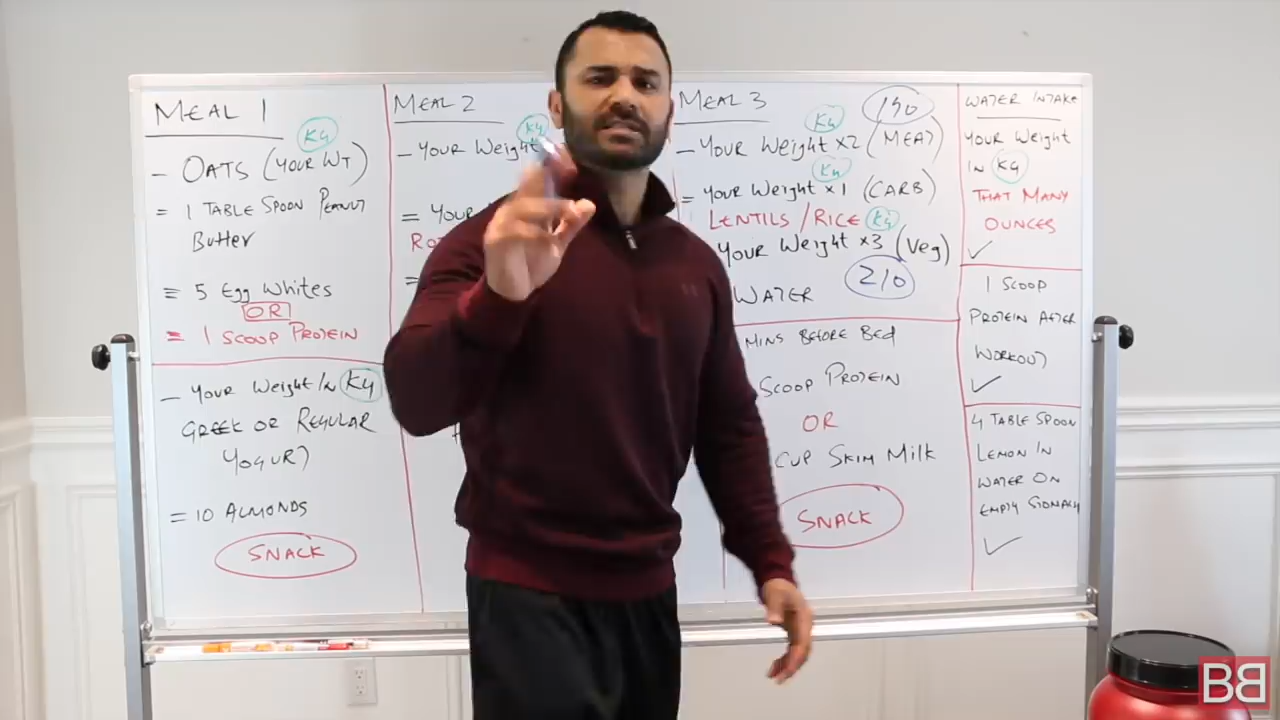 MEAL 1
KG
- OATS (YOUR WT)
= 1 TABLE SPOON PEANUT
BUTTER
= 5 EGG WHITES
OR
= 1 SCOOP PROTEIN
- YOUR WEIGHT IN KG
GREEK OR REGULAR
YOGURT
= 10 ALMONDS
SNACK
MEAL 2
KG
- YOUR WEIGHT
=
=
MEAL 3
140
KG
- YOUR WEIGHT x2 (MEAT)
KG
= YOUR WEIGHT x1 (CARB)
LENTILS / RICE KG
YOUR WEIGHT x3 (VEG)
210
WATER
MINS BEFORE BED
SCOOP PROTEIN
OR
CUP SKIM MILK
SNACK
WATER INTAKE
YOUR WEIGHT
IN KG
THAT MANY
OUNCES
1 SCOOP
PROTEIN AFTER
WORKOUT
4 TABLE SPOON
LEMON IN
WATER ON
EMPTY STOMACH
BB